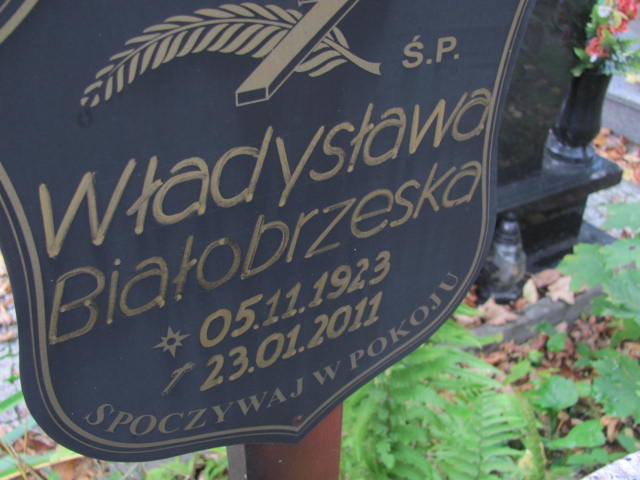 Ś.P.
Władysława
Białobrzeska
05.11.1923
23.01.2011
SPOCZYWAJ W POKOJU